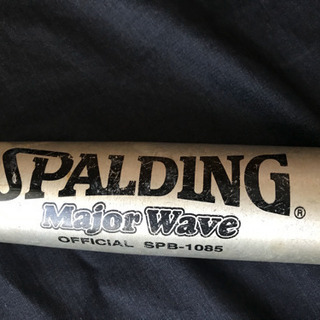 SPALDING ®
Major Wave
OFFICIAL SPB-1085